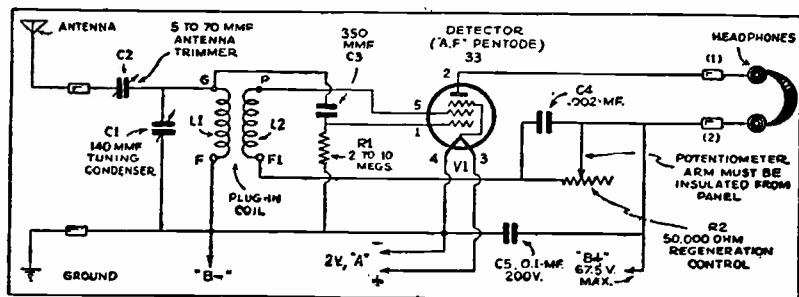 ANTENNA
5 TO 70 MMF
ANTENNA
TRIMMER
C2
350
MMF
C3
DETECTOR
("A.F" PENTODE)
33
HEADPHONES
(1)
(2)
G
P
2
5
1
4
3
V1
C4
.002-MF.
C1
140 MMF
TUNING
CONDENSER
L1
L2
R1
2 TO 10
MEGS.
F
F1
PLUG-IN
COIL
POTENTIOMETER
ARM MUST BE
INSULATED FROM
PANEL
R2
50,000 OHM
REGENERATION
CONTROL
GROUND
"B-"
2V, "A"
-
+
C5, 0.1-MF.
200V.
"B+"
67.5 V.
MAX.